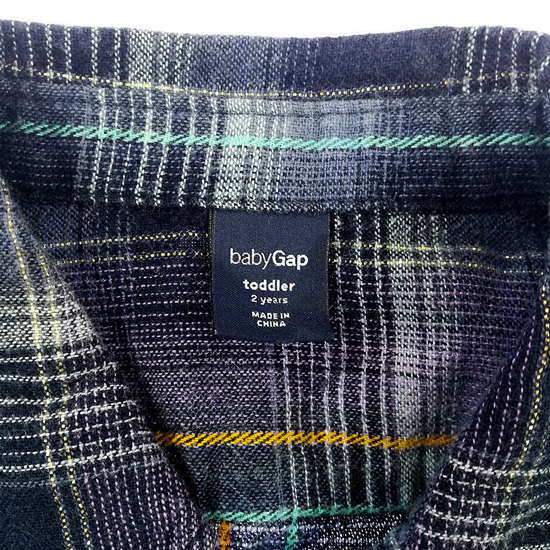 babyGap
toddler
2 years
MADE IN
CHINA